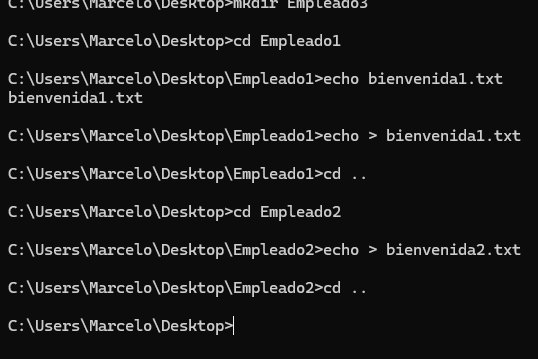 C:\Users\Marcelo\Desktop>mkdir Empleado3
C:\Users\Marcelo\Desktop>cd Empleado1
C:\Users\Marcelo\Desktop\Empleado1>echo bienvenida1.txt
bienvenida1.txt
C:\Users\Marcelo\Desktop\Empleado1>echo > bienvenida1.txt
C:\Users\Marcelo\Desktop\Empleado1>cd ..
C:\Users\Marcelo\Desktop>cd Empleado2
C:\Users\Marcelo\Desktop\Empleado2>echo > bienvenida2.txt
C:\Users\Marcelo\Desktop\Empleado2>cd ..
C:\Users\Marcelo\Desktop>